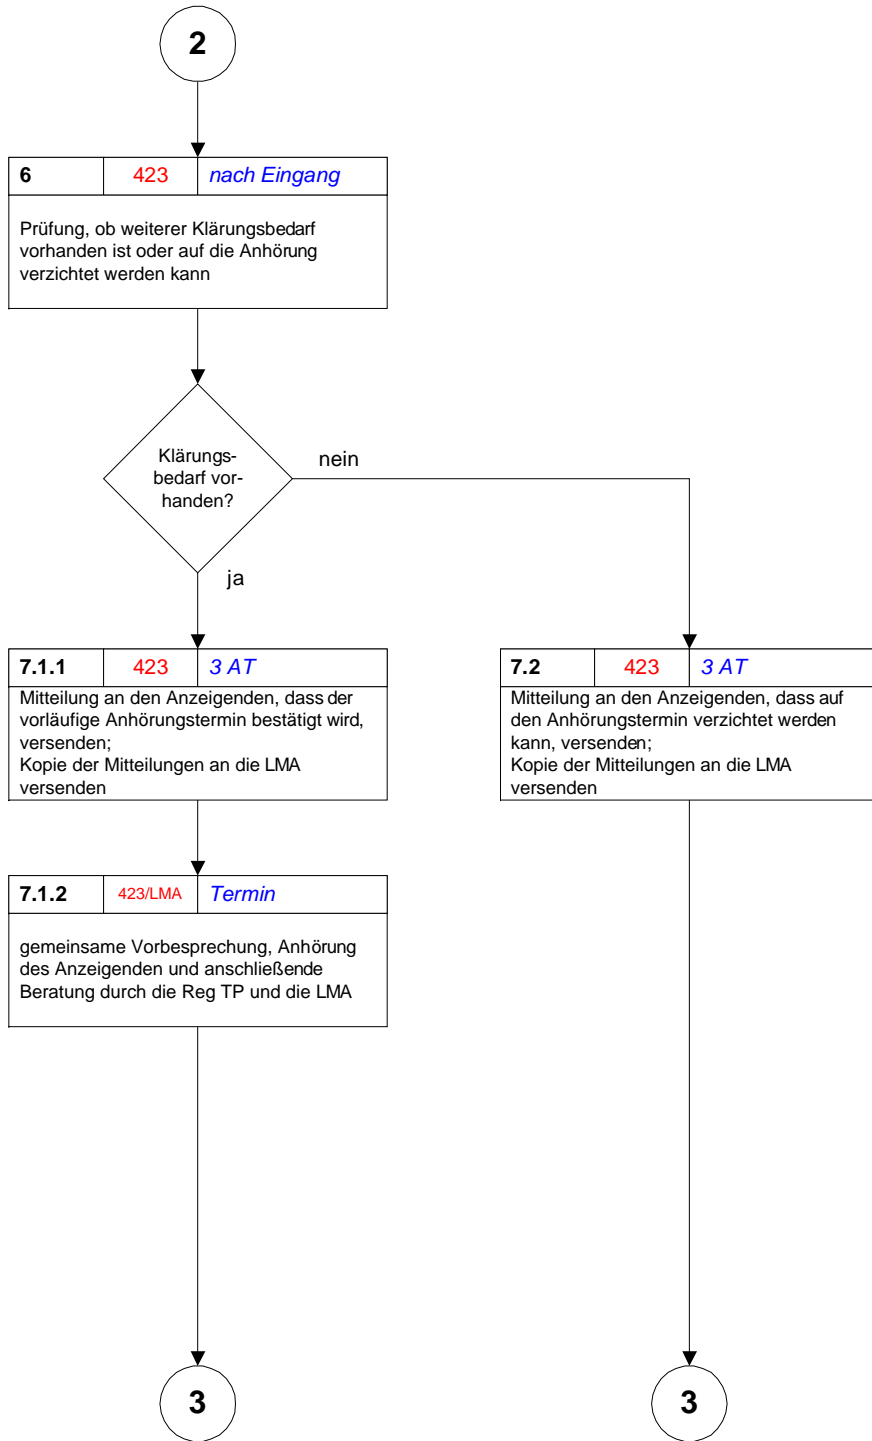 2
6 423 nach Eingang
Prüfung, ob weiterer Klärungsbedarf
vorhanden ist oder auf die Anhörung
verzichtet werden kann
Klärungs-
bedarf vor-
handen?
nein
ja
7.1.1 423 3 AT
Mitteilung an den Anzeigenden, dass der
vorläufige Anhörungstermin bestätigt wird,
versenden;
Kopie der Mitteilungen an die LMA
versenden
7.2 423 3 AT
Mitteilung an den Anzeigenden, dass auf
den Anhörungstermin verzichtet werden
kann, versenden;
Kopie der Mitteilungen an die LMA
versenden
7.1.2 423/LMA Termin
gemeinsame Vorbesprechung, Anhörung
des Anzeigenden und anschließende
Beratung durch die Reg TP und die LMA
3
3